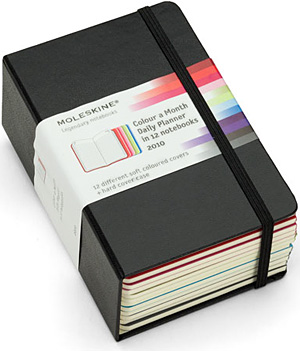 MOLESKINE®
legendary notebooks
Colour a Month
Daily Planner
in 12 notebooks
2010
12 different soft coloured covers
+ hard cover/case